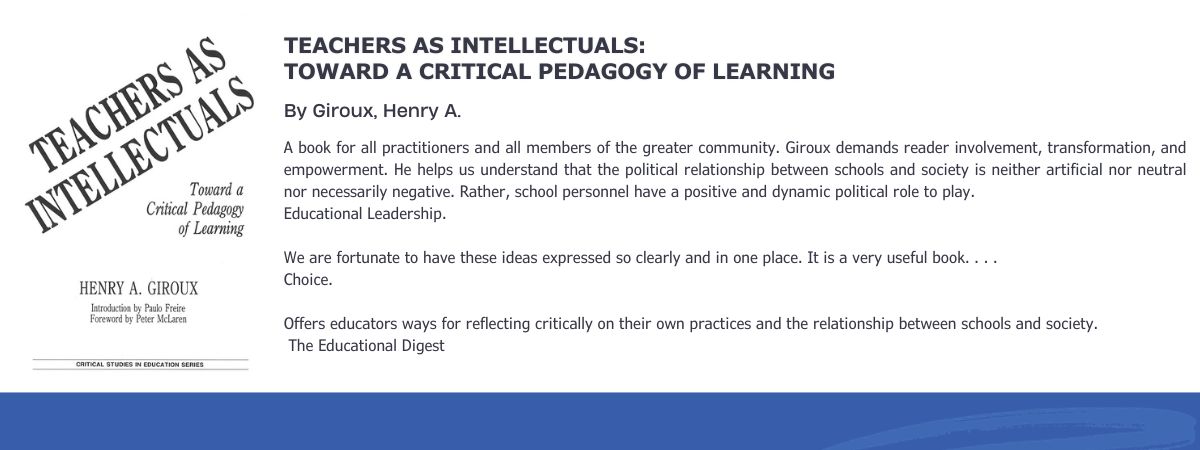 TEACHERS AS
INTELLECTUALS
Toward a
Critical Pedagogy
of Learning
HENRY A. GIROUX
Introduction by Paulo Freire
Foreword by Peter McLaren
CRITICAL STUDIES IN EDUCATION SERIES
TEACHERS AS INTELLECTUALS:
TOWARD A CRITICAL PEDAGOGY OF LEARNING
By Giroux, Henry A.
A book for all practitioners and all members of the greater community. Giroux demands reader involvement, transformation, and
empowerment. He helps us understand that the political relationship between schools and society is neither artificial nor neutral
nor necessarily negative. Rather, school personnel have a positive and dynamic political role to play.
Educational Leadership.
We are fortunate to have these ideas expressed so clearly and in one place. It is a very useful book. . . .
Choice.
Offers educators ways for reflecting critically on their own practices and the relationship between schools and society.
The Educational Digest